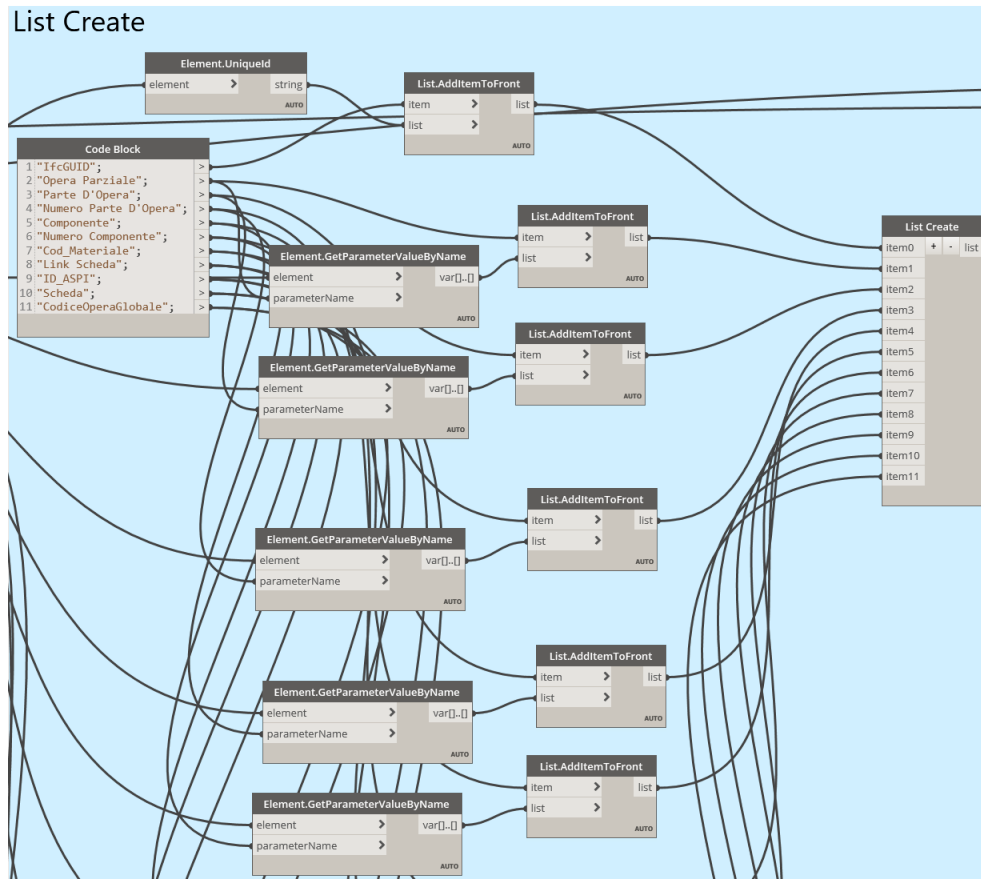 List Create
Element.UniqueId
element > string
AUTO
List.AddItemToFront
item > list
list >
AUTO
Code Block
1 "IfcGUID"; >
2 "Opera Parziale"; >
3 "Parte D'Opera"; >
4 "Numero Parte D'Opera"; >
5 "Componente"; >
6 "Numero Componente"; >
7 "Cod_Materiale"; >
8 "Link Scheda"; >
9 "ID_ASPI"; >
10 "Scheda"; >
11 "CodiceOperaGlobale"; >
List.AddItemToFront
item > list
list >
AUTO
List Create
item0 + - list
item1
item2
item3
item4
item5
item6
item7
item8
item9
item10
item11
Element.GetParameterValueByName
element > var[]..[]
parameterName >
AUTO
List.AddItemToFront
item > list
list >
AUTO
Element.GetParameterValueByName
element > var[]..[]
parameterName >
AUTO
List.AddItemToFront
item > list
list >
AUTO
Element.GetParameterValueByName
element > var[]..[]
parameterName >
AUTO
List.AddItemToFront
item > list
list >
AUTO
Element.GetParameterValueByName
element > var[]..[]
parameterName >
AUTO
List.AddItemToFront
item > list
list >
AUTO
Element.GetParameterValueByName
element > var[]..[]
parameterName >
AUTO